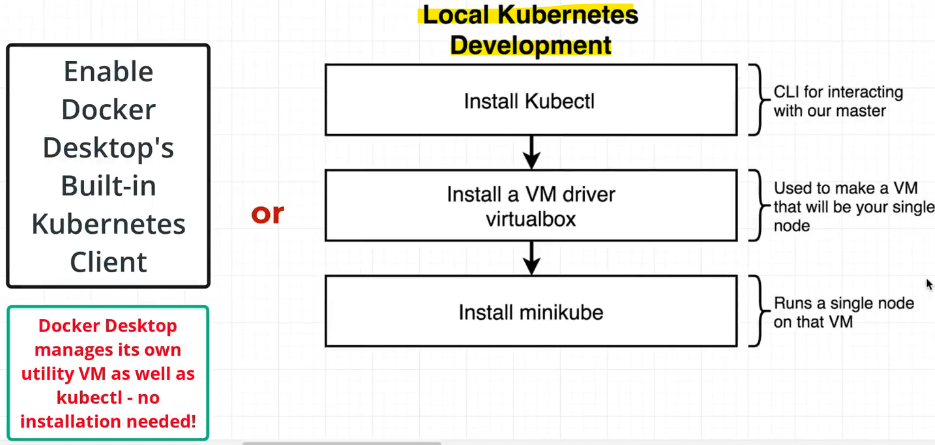 Local Kubernetes
Development
Enable
Docker
Desktop's
Built-in
Kubernetes
Client
Docker Desktop
manages its own
utility VM as well as
kubectl - no
installation needed!
or
Install Kubectl
CLI for interacting
with our master
Install a VM driver
virtualbox
Used to make a VM
that will be your single
node
Install minikube
Runs a single node
on that VM